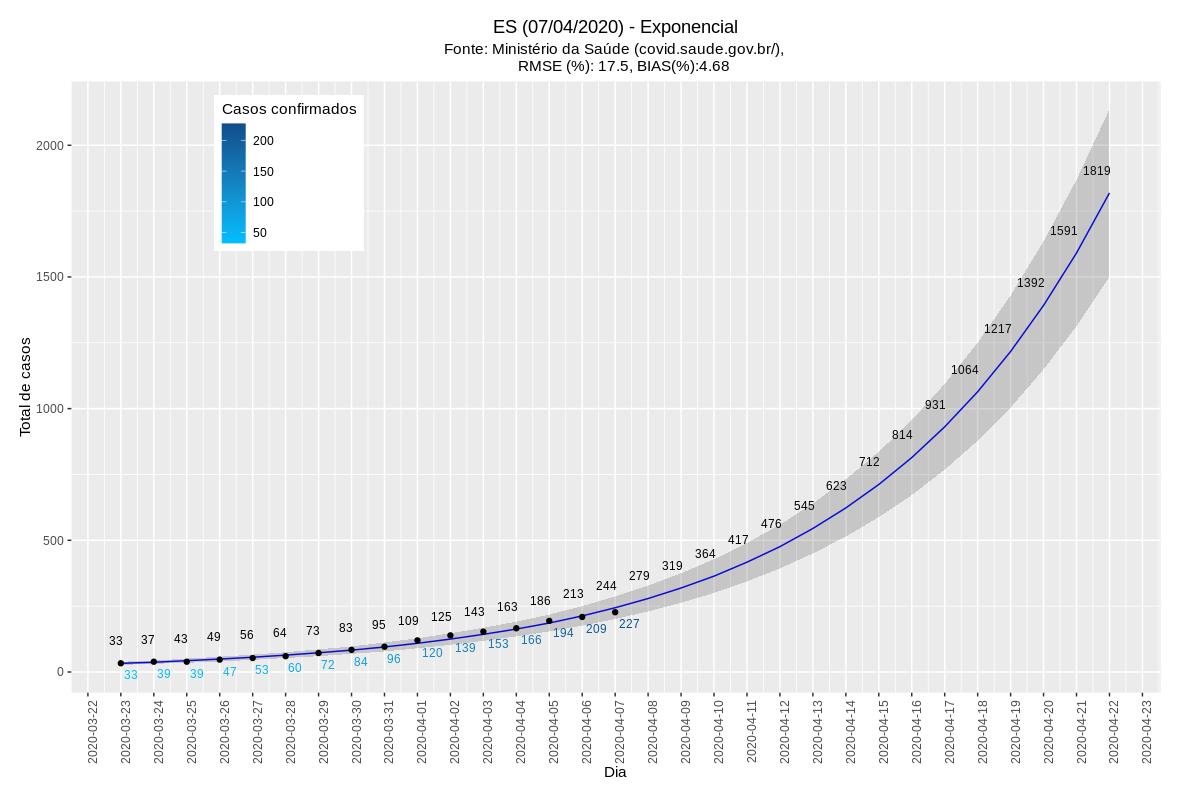 ES (07/04/2020) - Exponencial
Fonte: Ministério da Saúde (covid.saude.gov.br/),
RMSE (%): 17.5, BIAS(%):4.68
Casos confirmados
200
150
100
50
Total de casos
2000
1500
1000
500
0
33 37 43 49 56 64 73 83 95 109 125 143 163 186 213 244 279 319 364 417 476 545 623 712 814 931 1064 1217 1392 1591 1819
33 39 39 47 53 60 72 84 96 120 139 153 166 194 209 227
2020-03-22 2020-03-23 2020-03-24 2020-03-25 2020-03-26 2020-03-27 2020-03-28 2020-03-29 2020-03-30 2020-03-31 2020-04-01 2020-04-02 2020-04-03 2020-04-04 2020-04-05 2020-04-06 2020-04-07 2020-04-08 2020-04-09 2020-04-10 2020-04-11 2020-04-12 2020-04-13 2020-04-14 2020-04-15 2020-04-16 2020-04-17 2020-04-18 2020-04-19 2020-04-20 2020-04-21 2020-04-22 2020-04-23
Dia